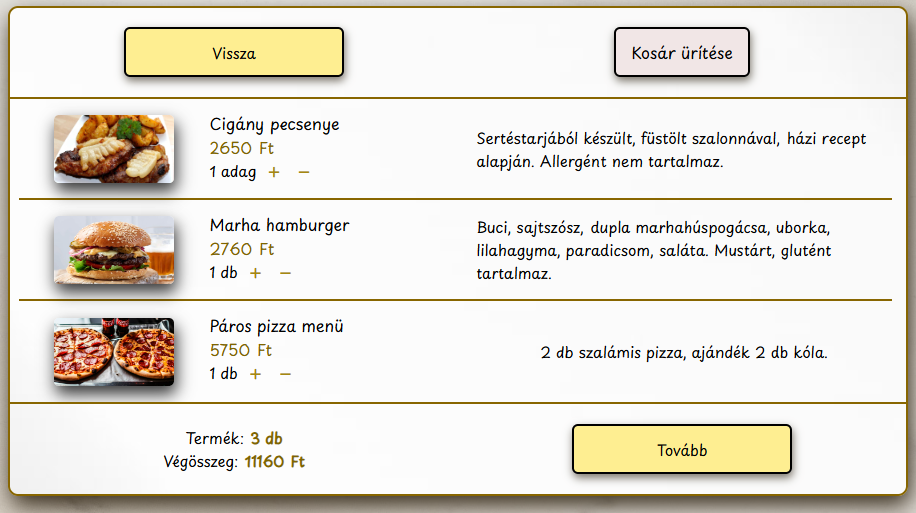 Vissza
Kosár ürítése
Cigány pecsenye
2650 Ft
1 adag + −
Sertéstarjából készült, füstölt szalonnával, házi recept
alapján. Allergént nem tartalmaz.
Marha hamburger
2760 Ft
1 db + −
Buci, sajtszósz, dupla marhahúspogácsa, uborka,
lilahagyma, paradicsom, saláta. Mustárt, glutént
tartalmaz.
Páros pizza menü
5750 Ft
1 db + −
2 db szalámis pizza, ajándék 2 db kóla.
Termék: 3 db
Végösszeg: 11160 Ft
Tovább